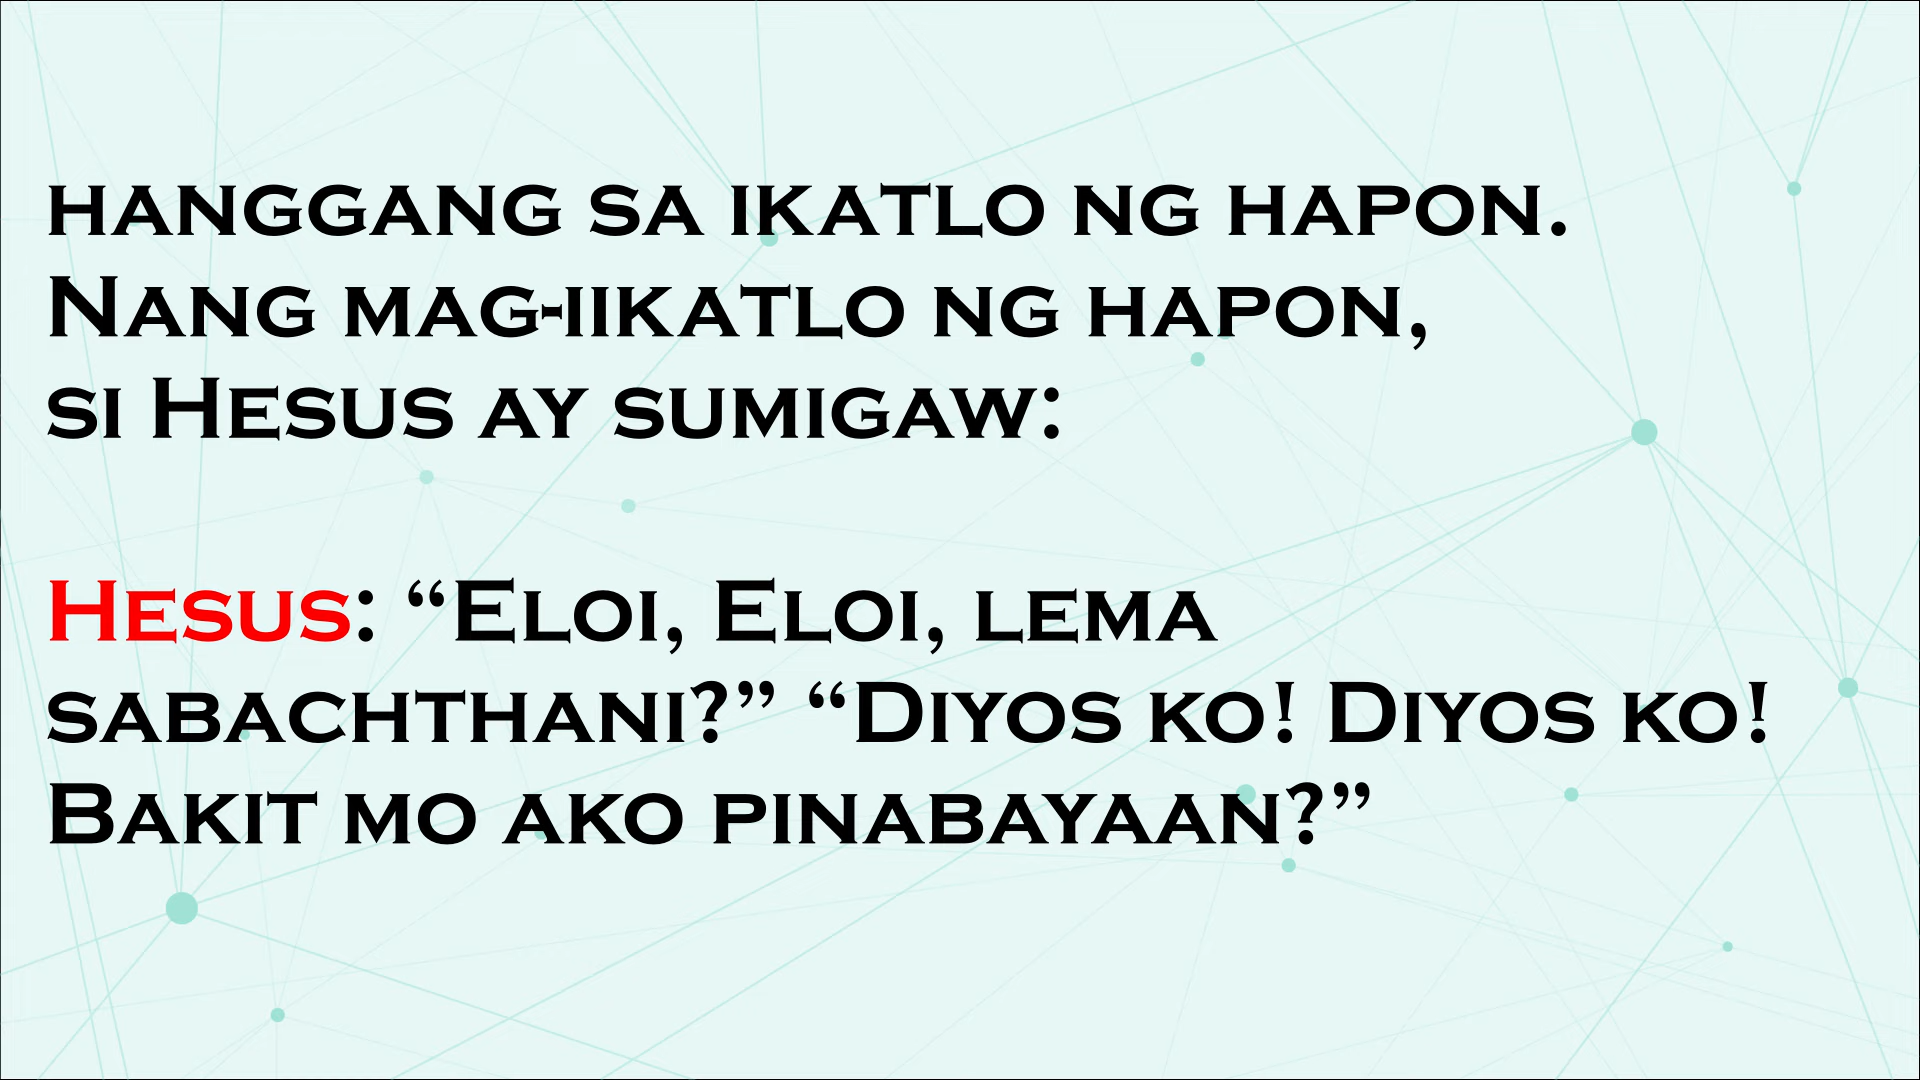 hanggang sa ikatlo ng hapon.
Nang mag-iikatlo ng hapon,
si Hesus ay sumigaw:
Hesus: “Eloi, Eloi, lema
sabachthani?” “Diyos ko! Diyos ko!
Bakit mo ako pinabayaan?”